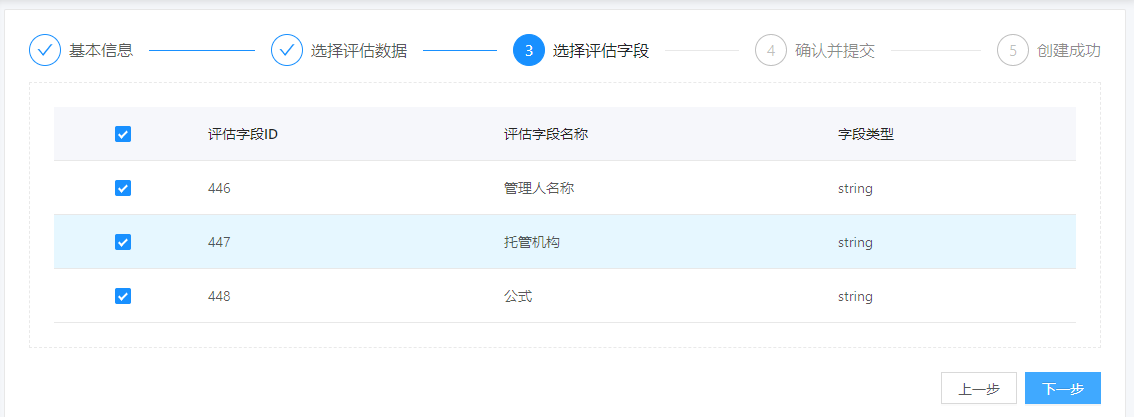 基本信息 选择评估数据 3 选择评估字段 4 确认并提交 5 创建成功
评估字段ID 评估字段名称 字段类型
446 管理人名称 string
447 托管机构 string
448 公式 string
上一步 下一步